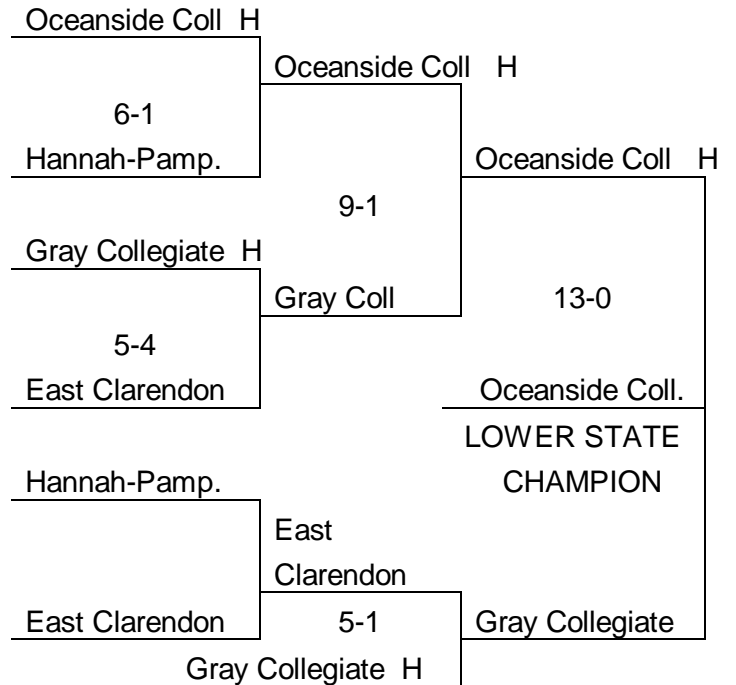 Oceanside Coll H
Oceanside Coll H
6-1
Hannah-Pamp.
Oceanside Coll H
9-1
Gray Collegiate H
Gray Coll
13-0
5-4
East Clarendon
Oceanside Coll.
LOWER STATE
CHAMPION
Hannah-Pamp.
East
Clarendon
East Clarendon
5-1
Gray Collegiate
Gray Collegiate H